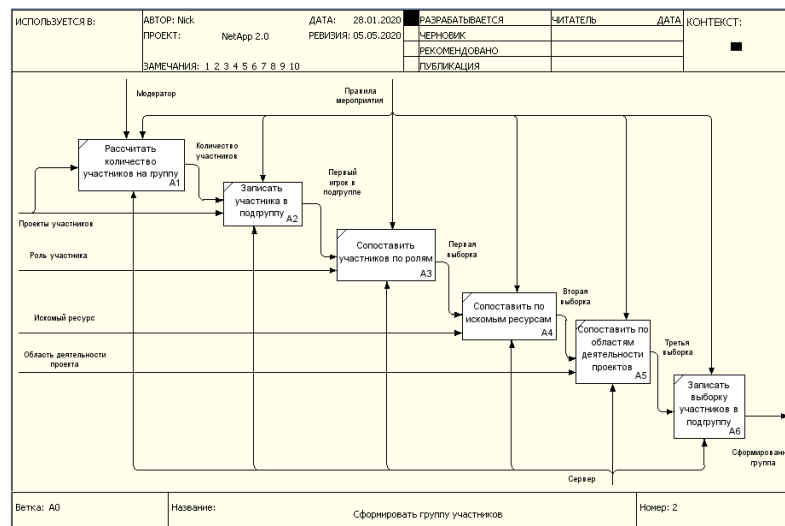 ИСПОЛЬЗУЕТСЯ В:
АВТОР: Nick
ДАТА: 28.01.2020
РАЗРАБАТЫВАЕТСЯ
ЧИТАТЕЛЬ
ДАТА
КОНТЕКСТ:
ПРОЕКТ: NetApp 2.0
РЕВИЗИЯ: 05.05.2020
ЧЕРНОВИК
РЕКОМЕНДОВАНО
ЗАМЕЧАНИЯ: 1 2 3 4 5 6 7 8 9 10
ПУБЛИКАЦИЯ
Модератор
Правила
мероприятия
Рассчитать
количество
участников на группу
A1
Количество
участников
Записать
участника в
подгруппу
A2
Первый
игрок в
подгруппе
Проекты участников
Роль участника
Сопоставить
участников по ролям
A3
Первая
выборка
Сопоставить по
искомым ресурсам
A4
Вторая
выборка
Искомый ресурс
Сопоставить по
областям
деятельности
проектов
A5
Третья
выборка
Область деятельности
проекта
Записать
выборку
участников в
подгруппу
A6
Сформированн
группа
Сервер
Ветка: A0
Название:
Сформировать группу участников
Номер: 2